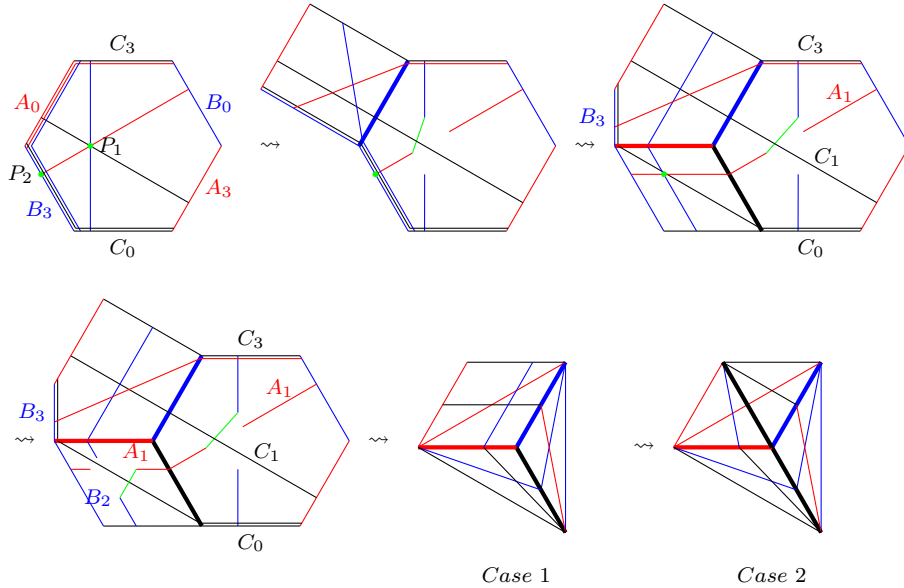 C₃ C₃
A₀ B₀ A₁
P₁ B₃
⇝ ⇝
P₂ C₁
B₃ A₃
C₀ C₀
C₃
A₁
B₃
⇝ A₁ C₁ ⇝ ⇝
B₂
C₀
Case 1 Case 2